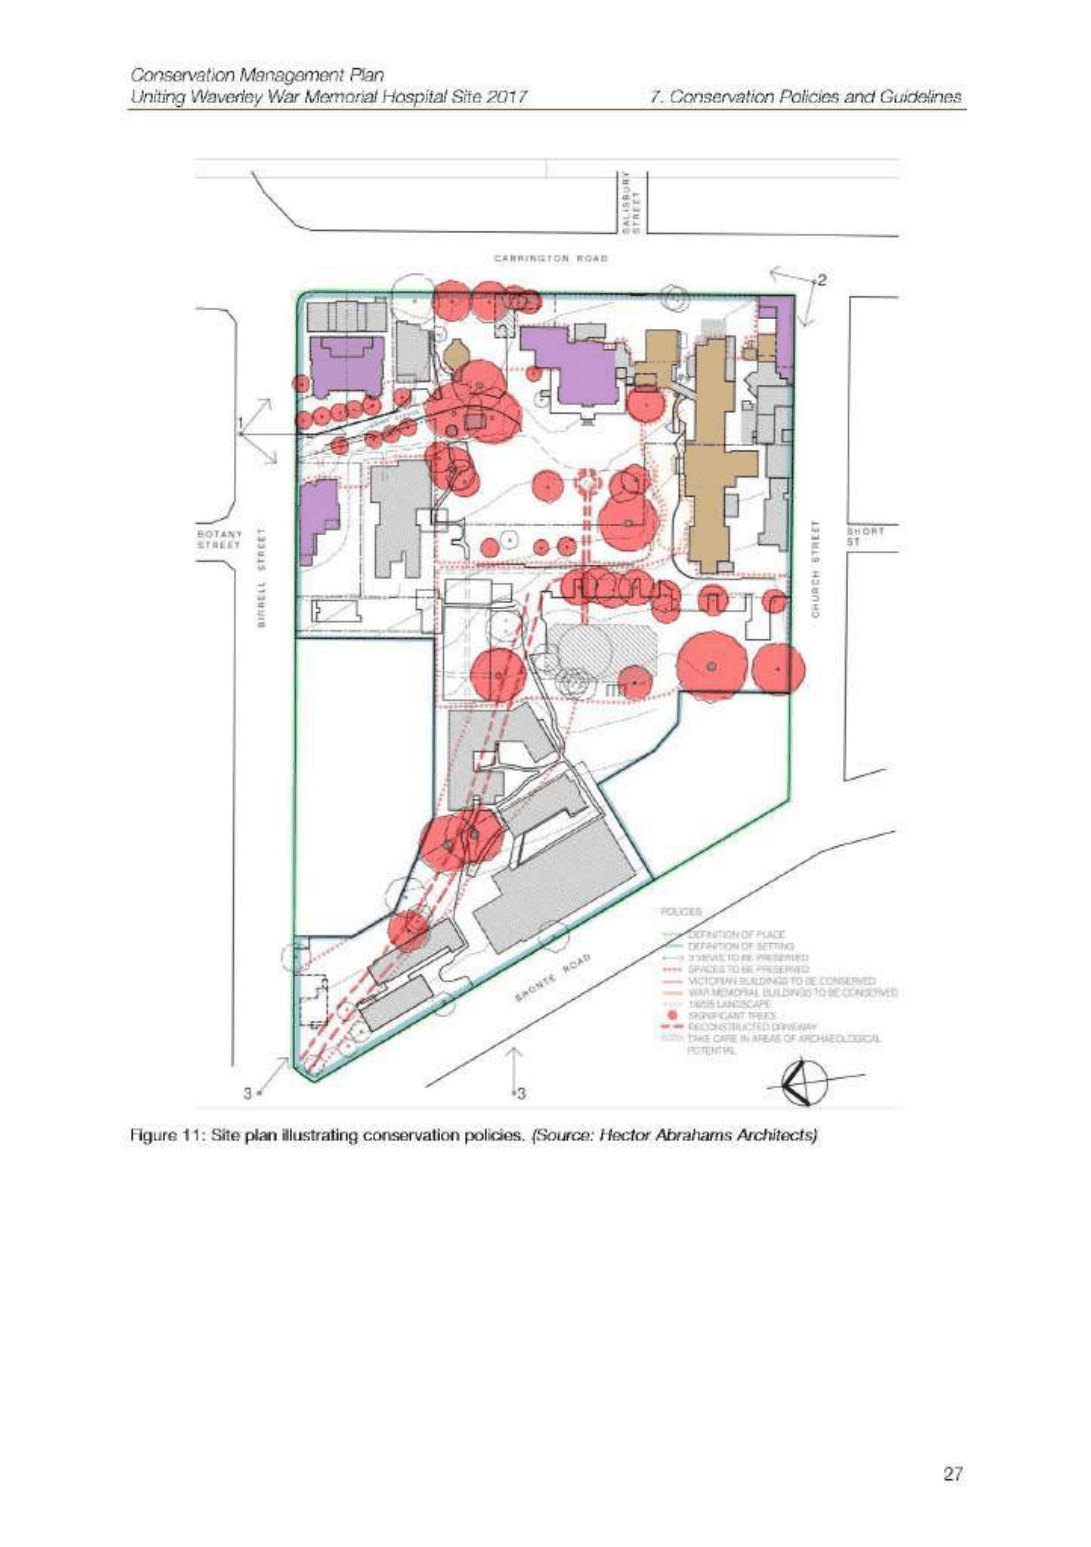 Conservation Management Plan
Uniting Waverley War Memorial Hospital Site 2017
7. Conservation Policies and Guidelines
SALISBURY
STREET
CARRINGTON ROAD
2
1
BOTANY
STREET
BIRRELL STREET
CHURCH STREET
SHORT
ST
BRONTE ROAD
POLICIES
DEFINITION OF PLACE
DEFINITION OF SETTING
3 VIEWS TO BE PRESERVED
SPACES TO BE PRESERVED
VICTORIAN BUILDINGS TO BE CONSERVED
WAR MEMORIAL BUILDINGS TO BE CONSERVED
1920S LANDSCAPE
SIGNIFICANT TREES
RECONSTRUCTED DRIVEWAY
TAKE CARE IN AREAS OF ARCHAEOLOGICAL
POTENTIAL
3
3
Figure 11: Site plan illustrating conservation policies. (Source: Hector Abrahams Architects)
27